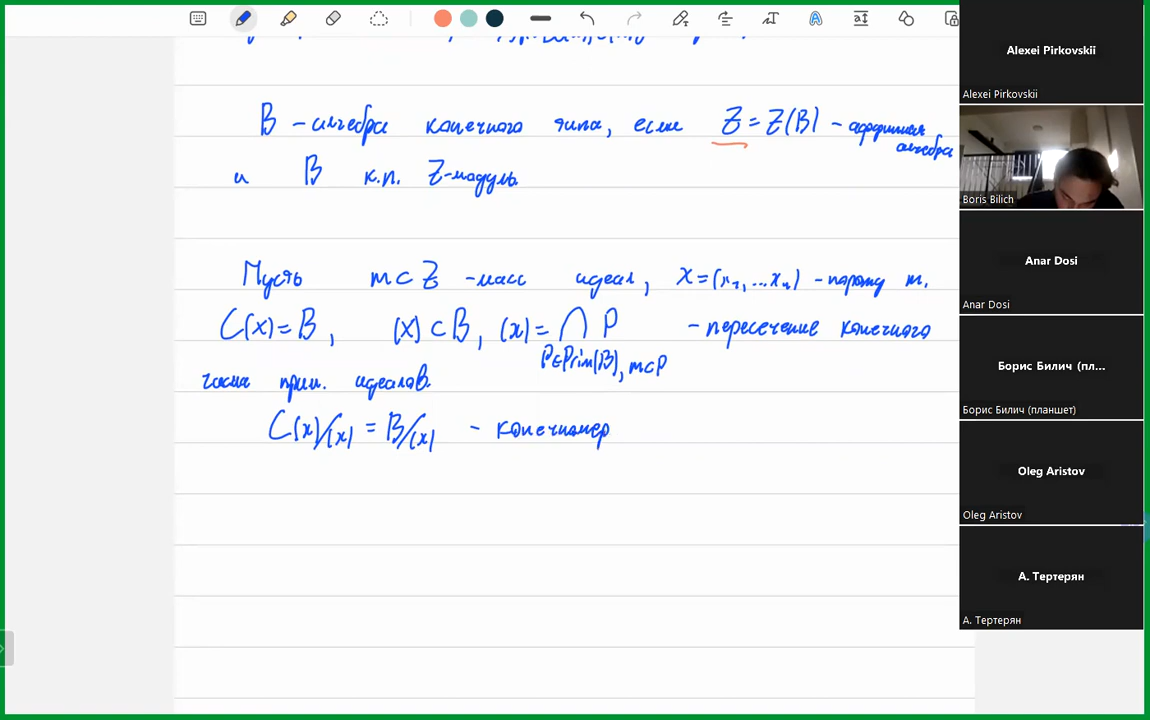 B - алгебра конечного типа, если Z = Z(B) - аффинная алгебра
и B к.п. Z-модуль.
Пусть m ⊂ Z - макс идеал, x = (x₁, ... xₙ) - порожд m.
C(x) = B, (x) ⊂ B, (x) = ⋂ P - пересечение конечного
P∈Prim(B), m⊂P
числа прим. идеалов.
C(x)/(x) = B/(x) - конечномер
Alexei Pirkovskii
Alexei Pirkovskii
Boris Bilich
Anar Dosi
Anar Dosi
Борис Билич (пл...
Борис Билич (планшет)
Oleg Aristov
Oleg Aristov
А. Тертерян
А. Тертерян